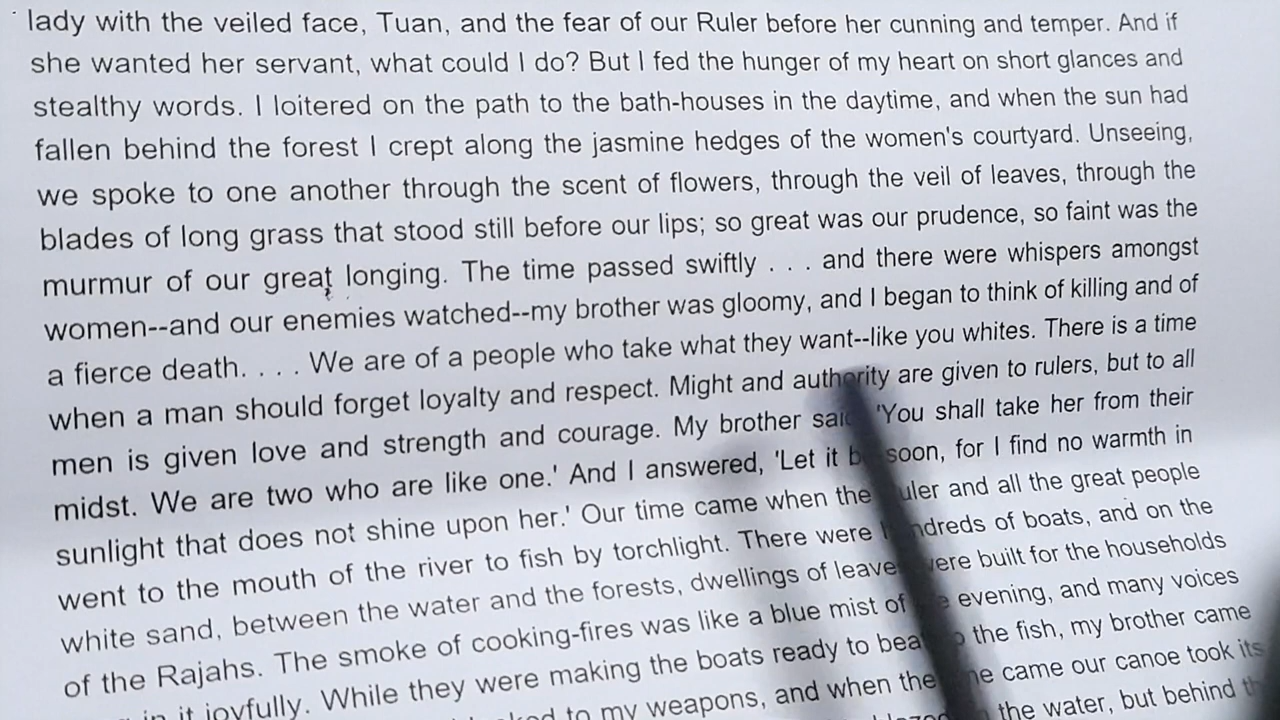 lady with the veiled face, Tuan, and the fear of our Ruler before her cunning and temper. And if
she wanted her servant, what could I do? But I fed the hunger of my heart on short glances and
stealthy words. I loitered on the path to the bath-houses in the daytime, and when the sun had
fallen behind the forest I crept along the jasmine hedges of the women's courtyard. Unseeing,
we spoke to one another through the scent of flowers, through the veil of leaves, through the
blades of long grass that stood still before our lips; so great was our prudence, so faint was the
murmur of our great longing. The time passed swiftly . . . and there were whispers amongst
women--and our enemies watched--my brother was gloomy, and I began to think of killing and of
a fierce death. . . . We are of a people who take what they want--like you whites. There is a time
when a man should forget loyalty and respect. Might and authority are given to rulers, but to all
men is given love and strength and courage. My brother said, 'You shall take her from their
midst. We are two who are like one.' And I answered, 'Let it be soon, for I find no warmth in
sunlight that does not shine upon her.' Our time came when the Ruler and all the great people
went to the mouth of the river to fish by torchlight. There were hundreds of boats, and on the
white sand, between the water and the forests, dwellings of leaves were built for the households
of the Rajahs. The smoke of cooking-fires was like a blue mist of the evening, and many voices
in it joyfully. While they were making the boats ready to beat up the fish, my brother came
to my weapons, and when the time came our canoe took its
the water, but behind